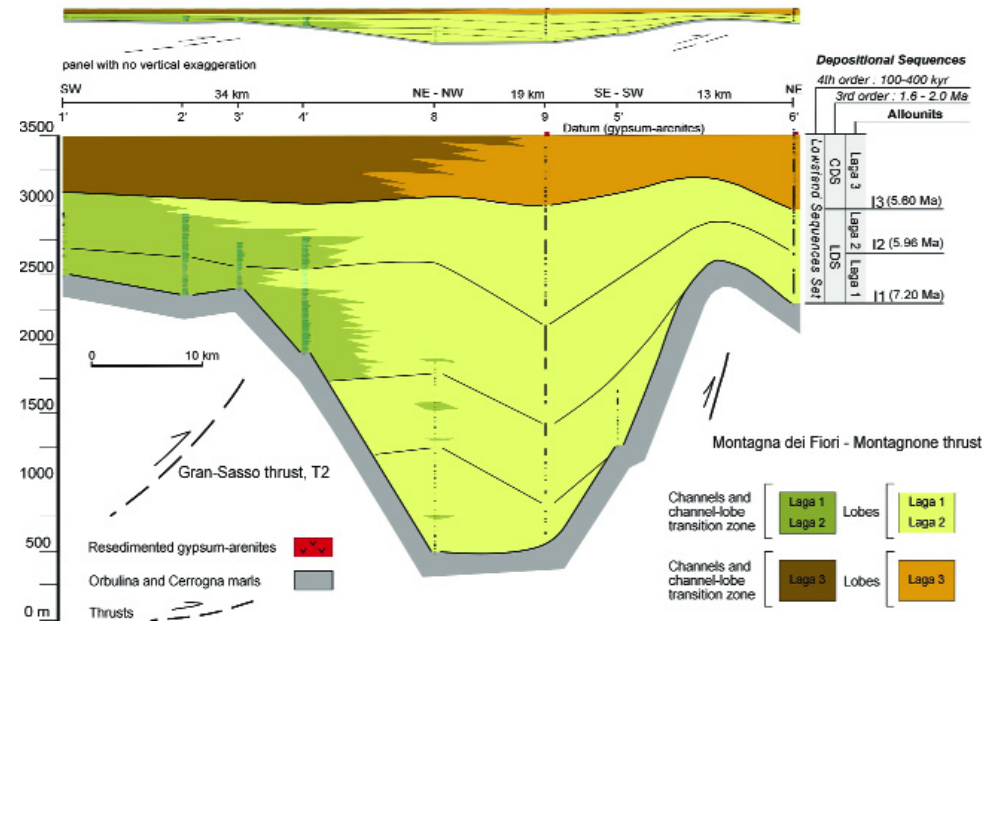 panel with no vertical exaggeration
Depositional Sequences
4th order : 100-400 kyr
3rd order : 1.6 - 2.0 Ma
Allounits
SW 34 km NE - NW 19 km SE - SW 13 km NE
1' 2' 3' 4' 8 9 5' 6'
Datum (gypsum-arenites)
3500
3000
2500
2000
1500
1000
500
0 m
Lowstand Sequences Set
CDS
LDS
Laga 3
Laga 2
Laga 1
I3 (5.60 Ma)
I2 (5.96 Ma)
I1 (7.20 Ma)
0 10 km
Gran-Sasso thrust, T2
Montagna dei Fiori - Montagnone thrust
Resedimented gypsum-arenites
Orbulina and Cerrogna marls
Thrusts
Channels and
channel-lobe
transition zone
Laga 1
Laga 2
Lobes
Laga 1
Laga 2
Channels and
channel-lobe
transition zone
Laga 3
Lobes
Laga 3